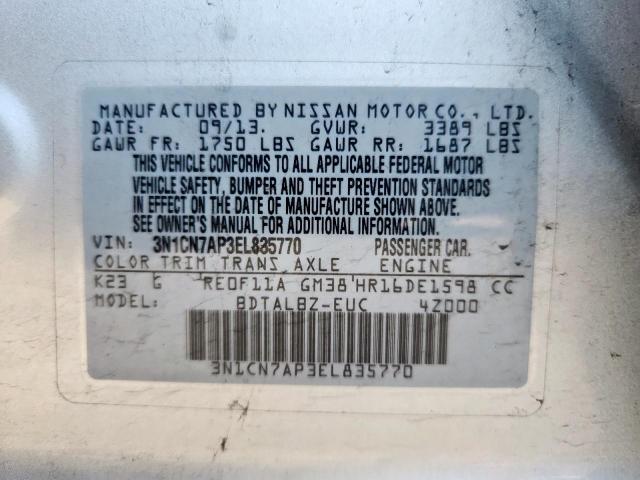 MANUFACTURED BY NISSAN MOTOR CO., LTD.
DATE: 09/13. GVWR: 3389 LBS
GAWR FR: 1750 LBS GAWR RR: 1687 LBS
THIS VEHICLE CONFORMS TO ALL APPLICABLE FEDERAL MOTOR
VEHICLE SAFETY, BUMPER AND THEFT PREVENTION STANDARDS
IN EFFECT ON THE DATE OF MANUFACTURE SHOWN ABOVE.
SEE OWNER'S MANUAL FOR ADDITIONAL INFORMATION.
VIN: 3N1CN7AP3EL835770 PASSENGER CAR.
COLOR TRIM TRANS AXLE ENGINE
K23 G RE0F11A GM38 HR16DE1598 CC
MODEL: BDTALBZ-EUC 4Z000
3N1CN7AP3EL835770